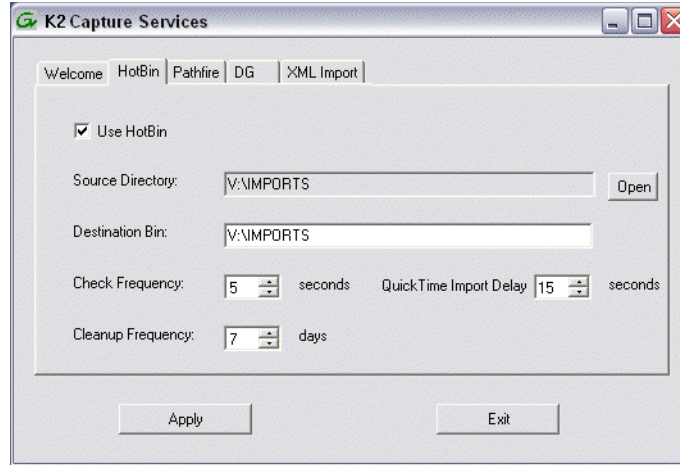 K2 Capture Services
Welcome HotBin Pathfire DG XML Import
Use HotBin
Source Directory: V:\IMPORTS Open
Destination Bin: V:\IMPORTS
Check Frequency: 5 seconds QuickTime Import Delay 15 seconds
Cleanup Frequency: 7 days
Apply Exit